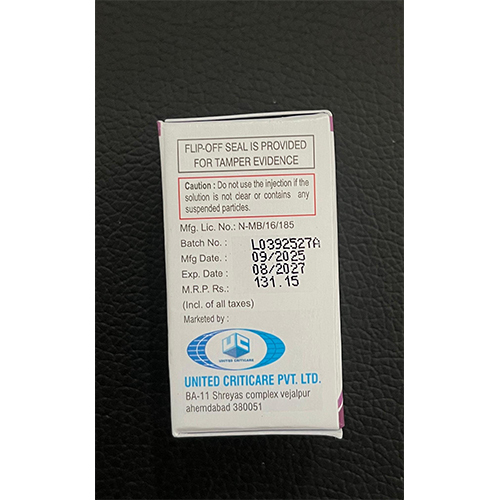 FLIP-OFF SEAL IS PROVIDED
FOR TAMPER EVIDENCE
Caution : Do not use the injection if the
solution is not clear or contains any
suspended particles.
Mfg. Lic. No.: N-MB/16/185
Batch No. : L0392527A
Mfg Date. : 09/2025
Exp. Date : 08/2027
M.R.P. Rs.: 131.15
(Incl. of all taxes)
Marketed by :
UC
UNITED CRITICARE
UNITED CRITICARE PVT. LTD.
BA-11 Shreyas complex vejalpur
ahemdabad 380051